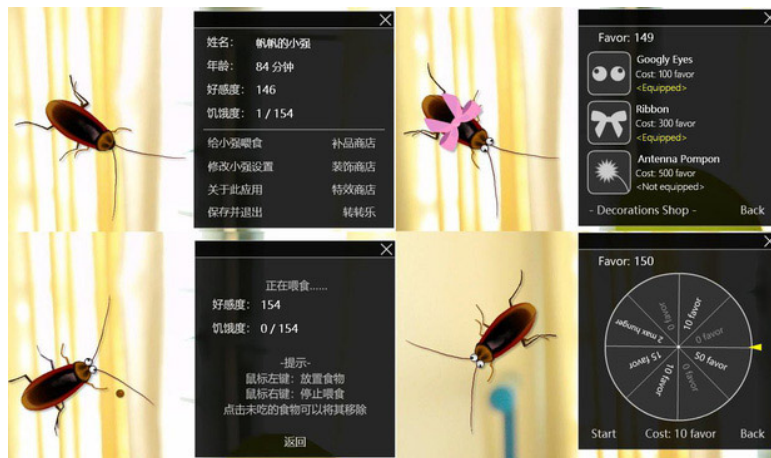 姓名: 帆帆的小强
年龄: 84 分钟
好感度: 146
饥饿度: 1 / 154
给小强喂食 补品商店
修改小强设置 装饰商店
关于此应用 特效商店
保存并退出 转转乐
Favor: 149
Googly Eyes
Cost: 100 favor
<Equipped>
Ribbon
Cost: 300 favor
<Equipped>
Antenna Pompon
Cost: 500 favor
<Not equipped>
- Decorations Shop - Back
正在喂食......
好感度: 154
饥饿度: 0 / 154
-提示-
鼠标左键: 放置食物
鼠标右键: 停止喂食
点击未吃的食物可以将其移除
返回
Favor: 150
0 favor
10 favor
0 favor
50 favor
0 favor
10 favor
15 favor
2 max hunger
Start Cost: 10 favor Back